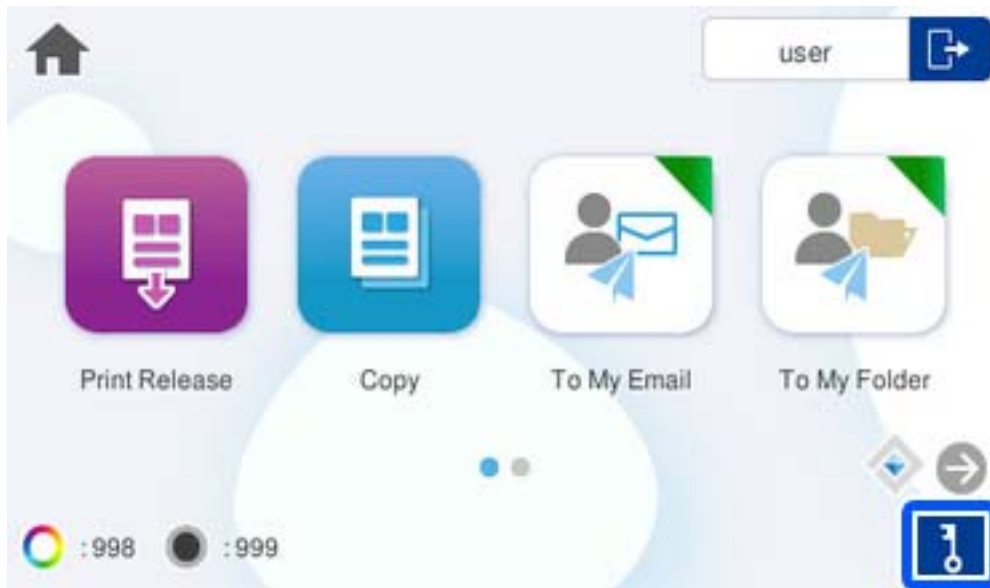 user
Print Release
Copy
To My Email
To My Folder
:998
:999